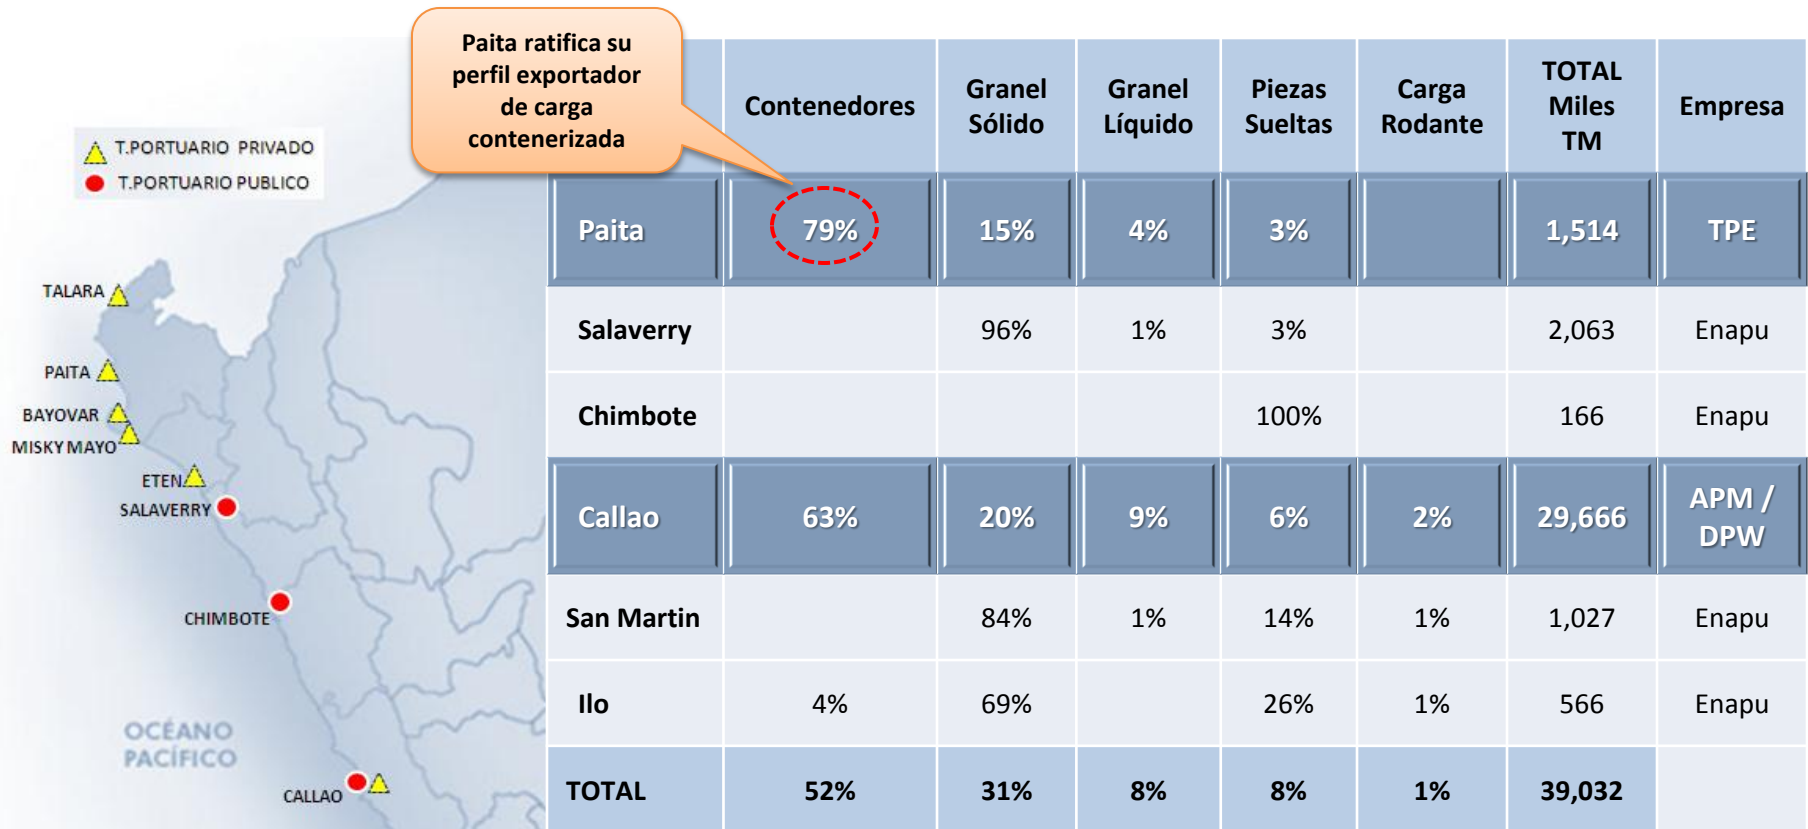 Paita ratifica su
perfil exportador
de carga
contenerizada
T.PORTUARIO PRIVADO
T.PORTUARIO PUBLICO
TALARA
PAITA
BAYOVAR
MISKY MAYO
ETEN
SALAVERRY
CHIMBOTE
OCÉANO
PACÍFICO
CALLAO
Contenedores Granel Sólido Granel Líquido Piezas Sueltas Carga Rodante TOTAL Miles TM Empresa
Paita 79% 15% 4% 3% 1,514 TPE
Salaverry 96% 1% 3% 2,063 Enapu
Chimbote 100% 166 Enapu
Callao 63% 20% 9% 6% 2% 29,666 APM / DPW
San Martin 84% 1% 14% 1% 1,027 Enapu
Ilo 4% 69% 26% 1% 566 Enapu
TOTAL 52% 31% 8% 8% 1% 39,032